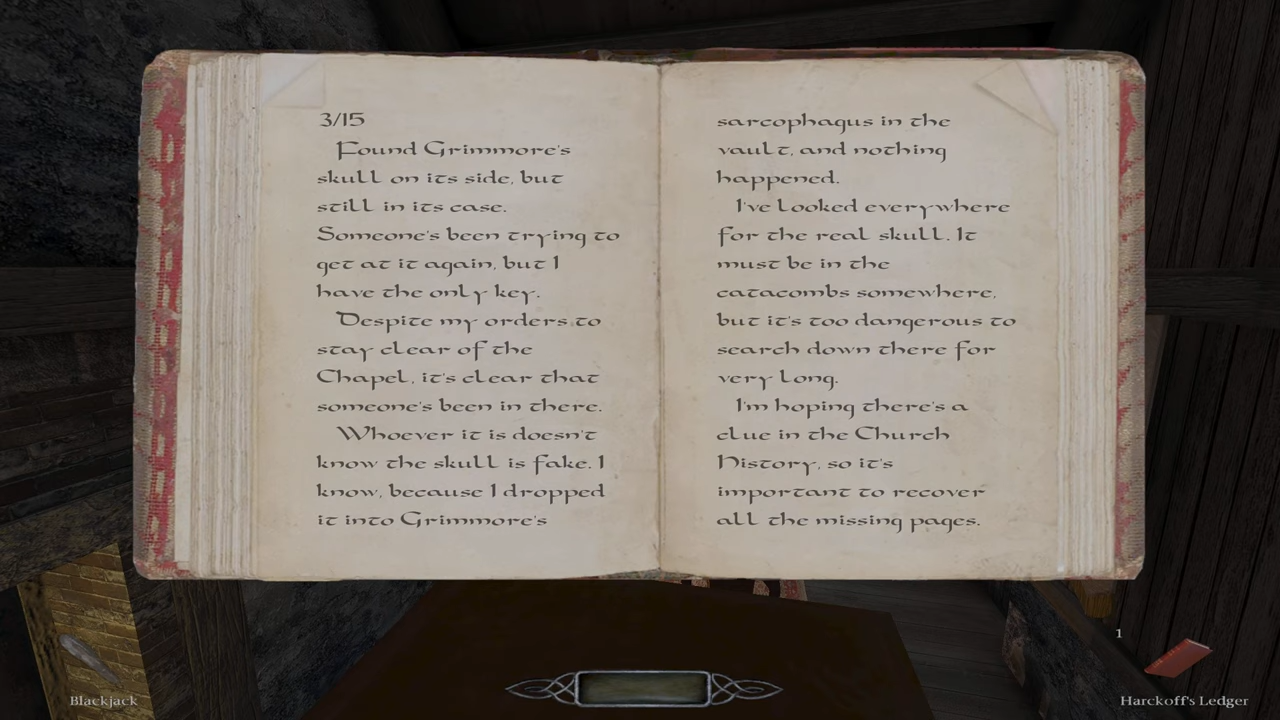 3/15
Found Grimmore's
skull on its side, but
still in its case.
Someone's been trying to
get at it again, but I
have the only key.
Despite my orders to
stay clear of the
Chapel, it's clear that
someone's been in there.
Whoever it is doesn't
know the skull is fake. I
know, because I dropped
it into Grimmore's
sarcophagus in the
vault, and nothing
happened.
I've looked everywhere
for the real skull. It
must be in the
catacombs somewhere,
but it's too dangerous to
search down there for
very long.
I'm hoping there's a
clue in the Church
History, so it's
important to recover
all the missing pages.
1
Blackjack
Harckoff's Ledger